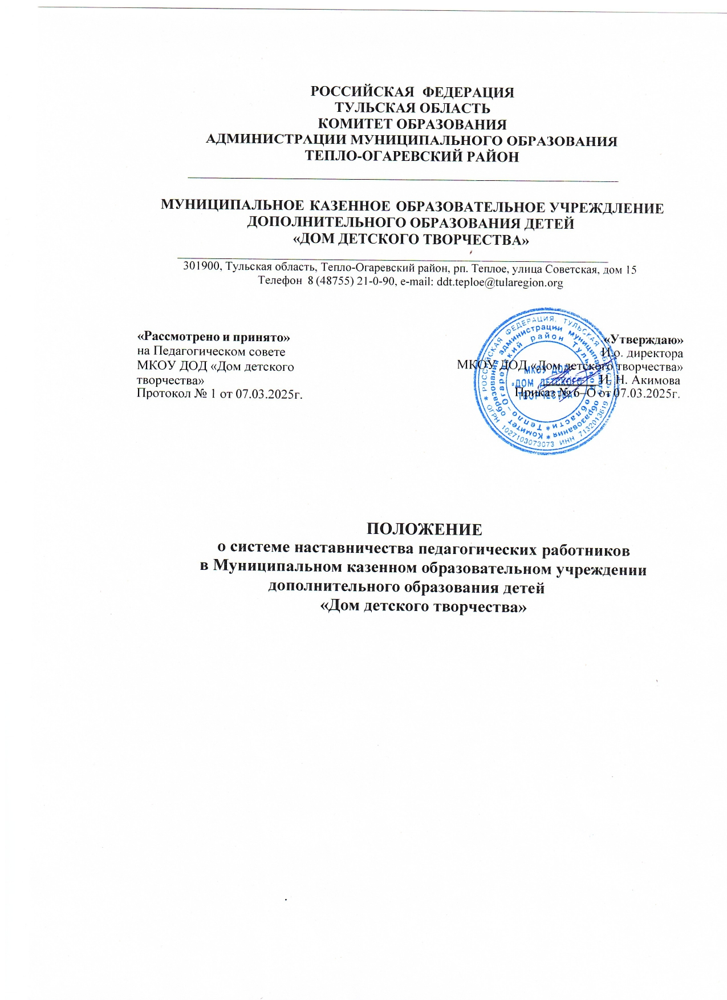 РОССИЙСКАЯ ФЕДЕРАЦИЯ
ТУЛЬСКАЯ ОБЛАСТЬ
КОМИТЕТ ОБРАЗОВАНИЯ
АДМИНИСТРАЦИИ МУНИЦИПАЛЬНОГО ОБРАЗОВАНИЯ
ТЕПЛО-ОГАРЕВСКИЙ РАЙОН
МУНИЦИПАЛЬНОЕ КАЗЕННОЕ ОБРАЗОВАТЕЛЬНОЕ УЧРЕЖДЛЕНИЕ
ДОПОЛНИТЕЛЬНОГО ОБРАЗОВАНИЯ ДЕТЕЙ
«ДОМ ДЕТСКОГО ТВОРЧЕСТВА»
301900, Тульская область, Тепло-Огаревский район, рп. Теплое, улица Советская, дом 15
Телефон 8 (48755) 21-0-90, e-mail: ddt.teploe@tularegion.org
«Рассмотрено и принято»
на Педагогическом совете
МКОУ ДОД «Дом детского
творчества»
Протокол № 1 от 07.03.2025г.
«Утверждаю»
И.о. директора
МКОУ ДОД «Дом детского творчества»
И. Н. Акимова
Приказ № 6–О от 07.03.2025г.
* РОССИЙСКАЯ ФЕДЕРАЦИЯ, ТУЛЬСКАЯ ОБЛАСТЬ *
ОГРН 1027103073073 ИНН 7132013619
* Комитет образования администрации муниципального образования
* Тепло-Огаревский район Тульской области
МКОУ ДОД
"ДОМ ДЕТСКОГО
ТВОРЧЕСТВА"
ПОЛОЖЕНИЕ
о системе наставничества педагогических работников
в Муниципальном казенном образовательном учреждении
дополнительного образования детей
«Дом детского творчества»